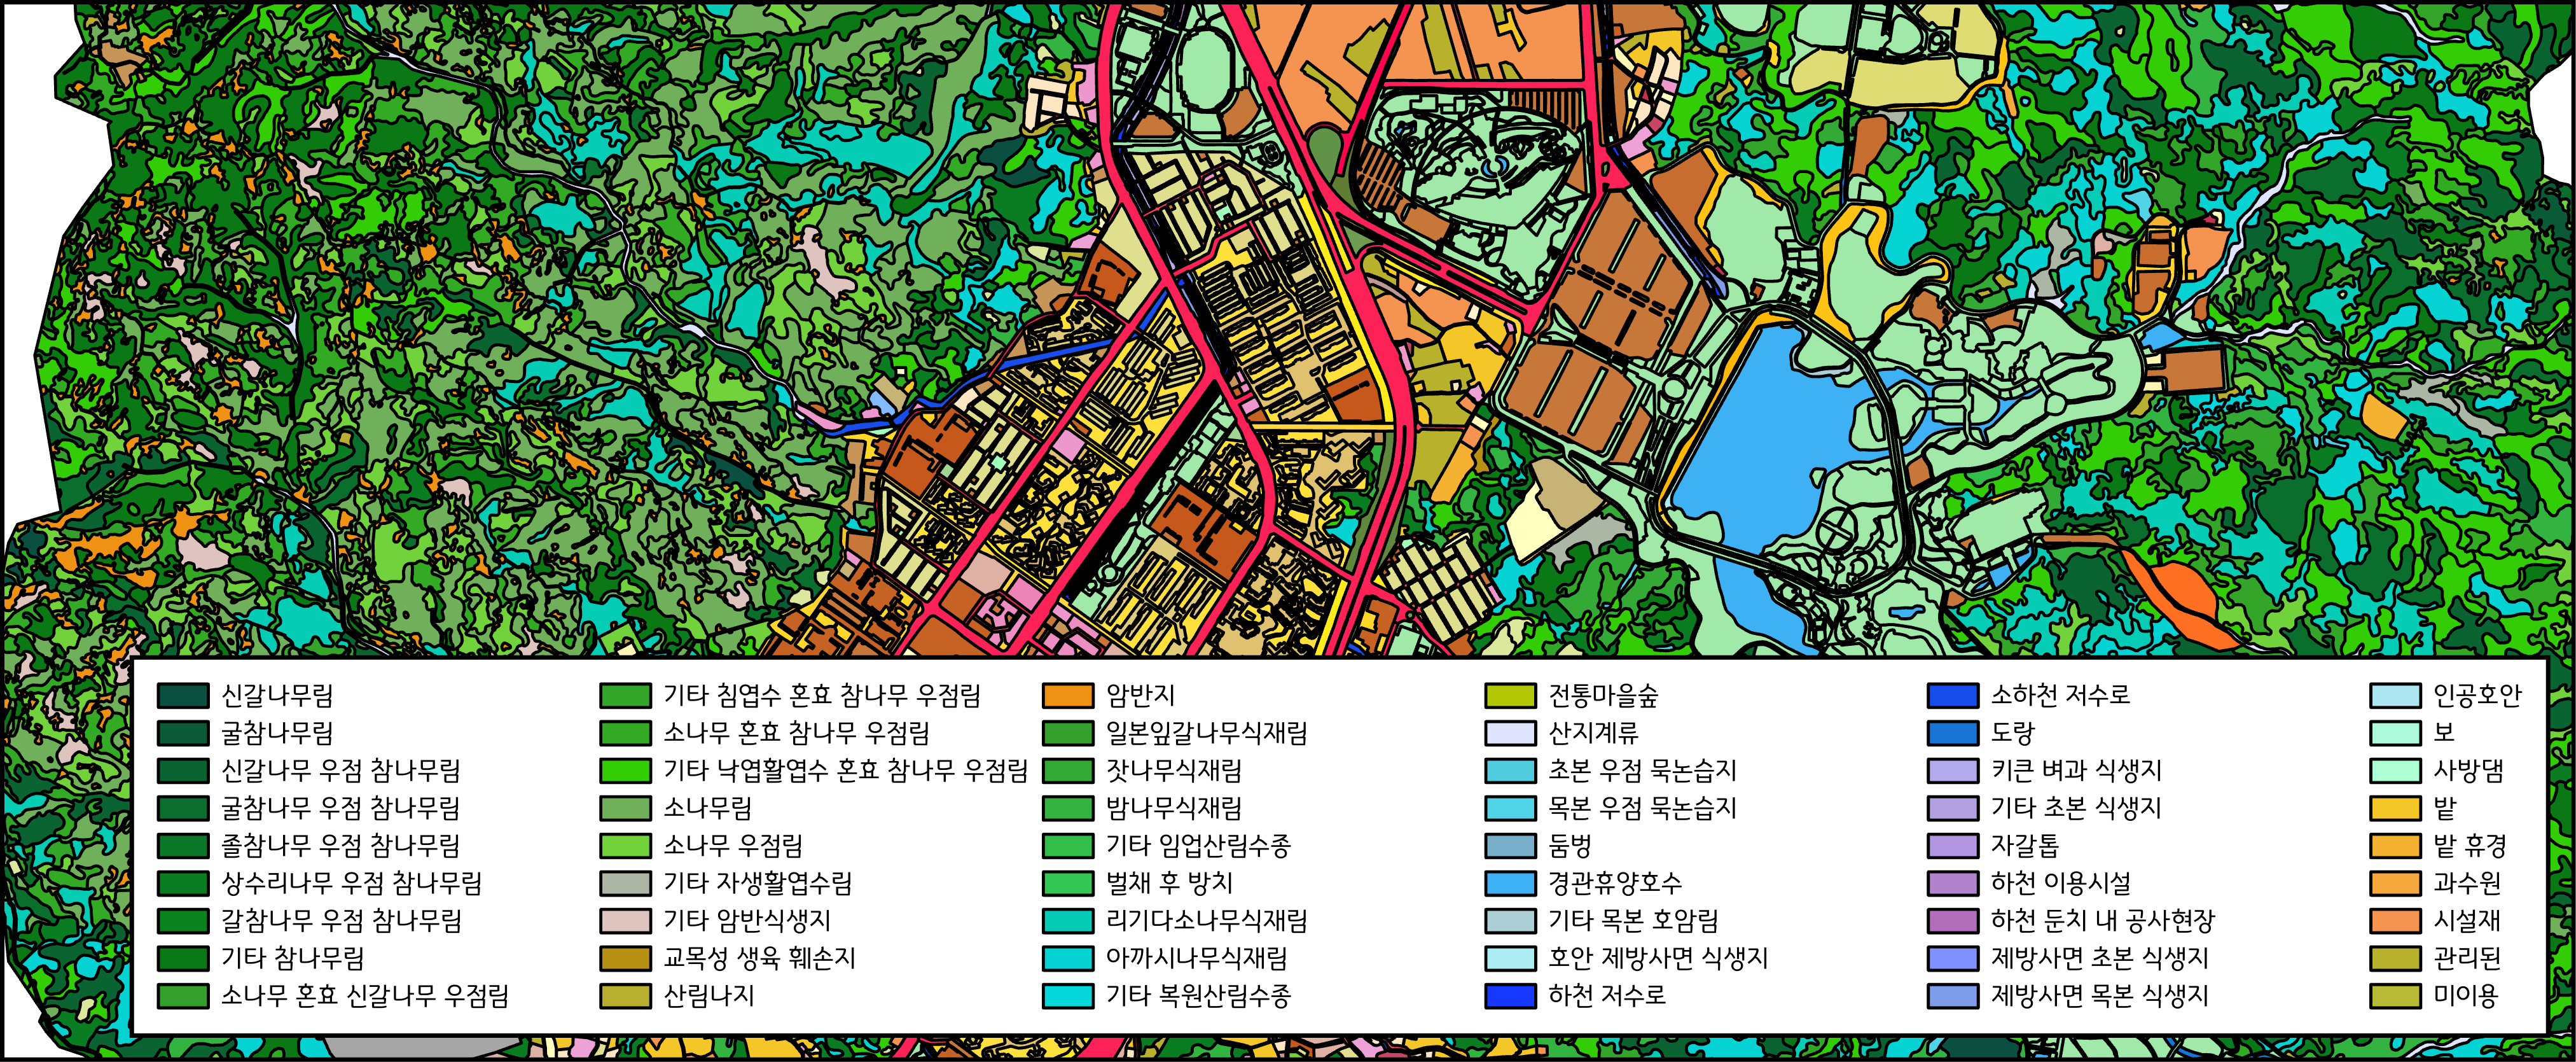 신갈나무림
굴참나무림
신갈나무 우점 참나무림
굴참나무 우점 참나무림
졸참나무 우점 참나무림
상수리나무 우점 참나무림
갈참나무 우점 참나무림
기타 참나무림
소나무 혼효 신갈나무 우점림
기타 침엽수 혼효 참나무 우점림
소나무 혼효 참나무 우점림
기타 낙엽활엽수 혼효 참나무 우점림
소나무림
소나무 우점림
기타 자생활엽수림
기타 암반식생지
교목성 생육 훼손지
산림나지
암반지
일본잎갈나무식재림
잣나무식재림
밤나무식재림
기타 임업산림수종
벌채 후 방치
리기다소나무식재림
아까시나무식재림
기타 복원산림수종
전통마을숲
산지계류
초본 우점 묵논습지
목본 우점 묵논습지
둠벙
경관휴양호수
기타 목본 호암림
호안 제방사면 식생지
하천 저수로
소하천 저수로
도랑
키큰 벼과 식생지
기타 초본 식생지
자갈톱
하천 이용시설
하천 둔치 내 공사현장
제방사면 초본 식생지
제방사면 목본 식생지
인공호안
보
사방댐
밭
밭 휴경
과수원
시설재
관리된
미이용